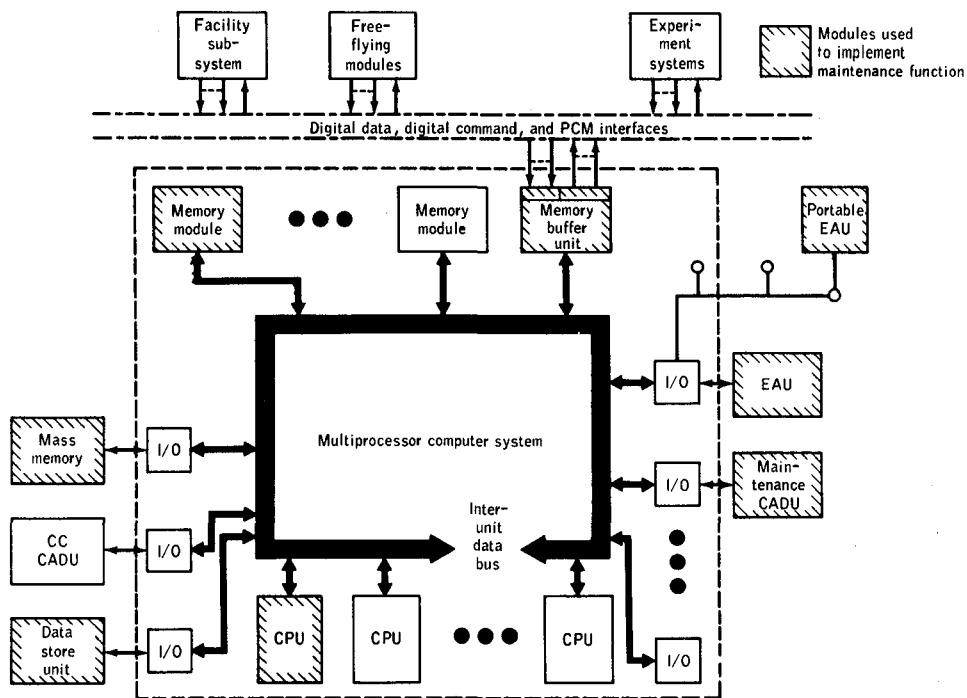 Facility
sub-
system
Free-
flying
modules
Experi-
ment
systems
Modules used
to implement
maintenance function
Digital data, digital command, and PCM interfaces
Memory
module
Memory
module
Memory
buffer
unit
Portable
EAU
I/O
EAU
Mass
memory
I/O
Multiprocessor computer system
I/O
Main-
tenance
CADU
CC
CADU
I/O
Inter-
unit
data
bus
Data
store
unit
I/O
CPU
CPU
CPU
I/O